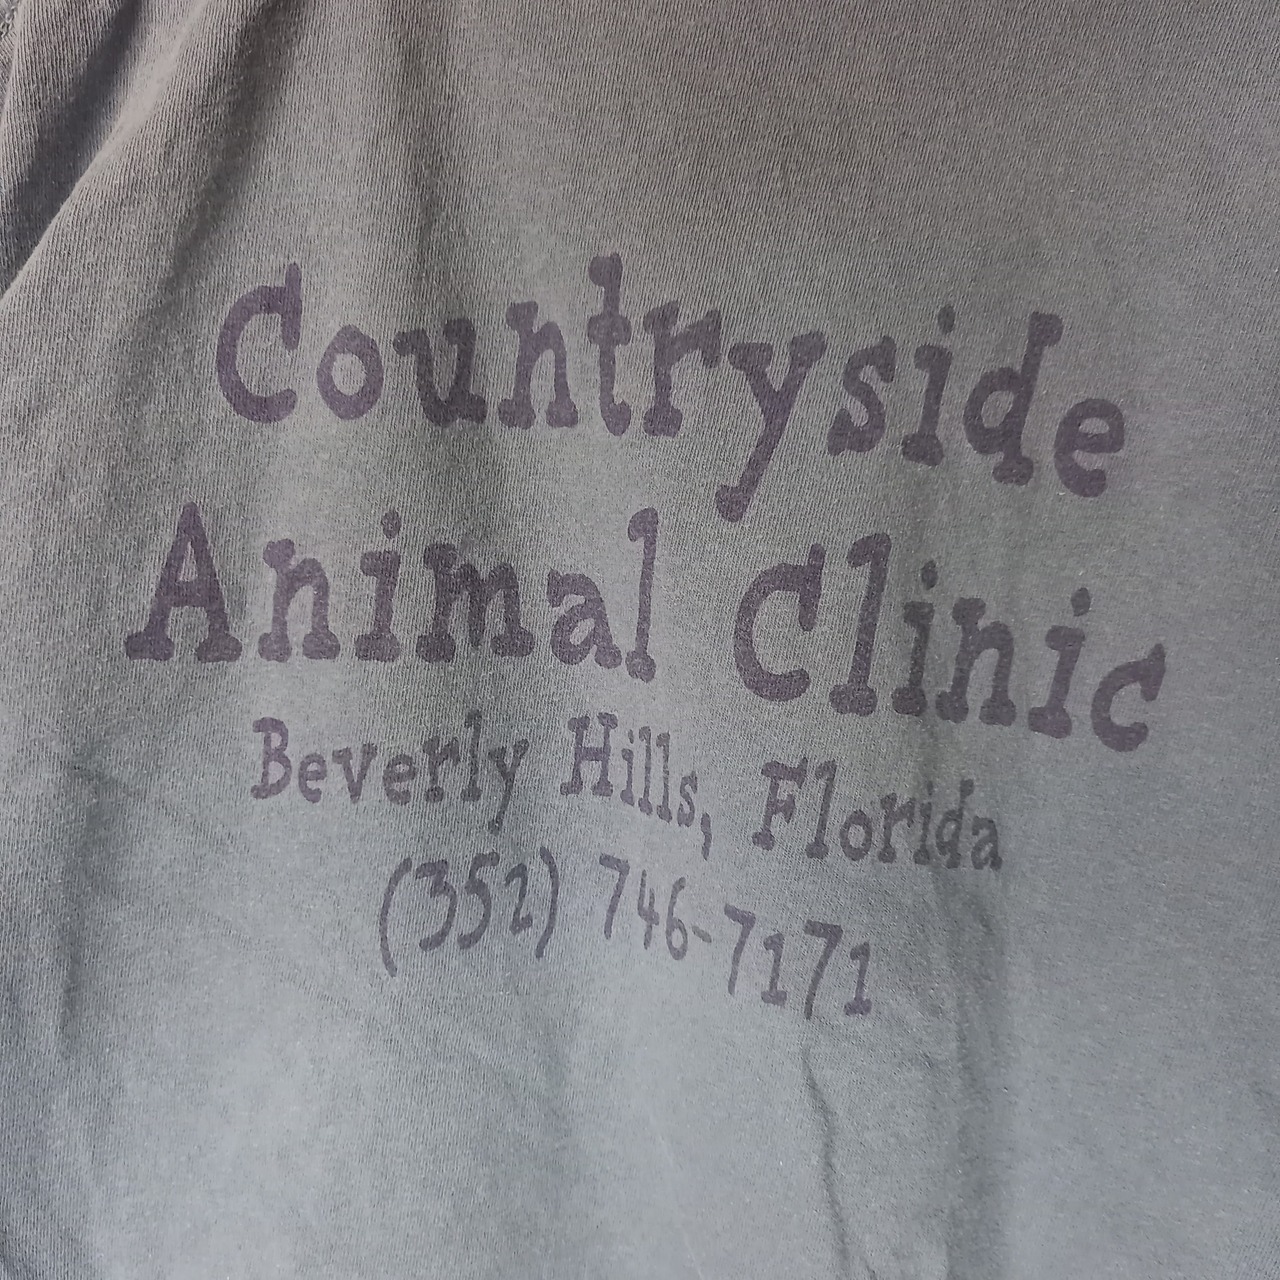 Countryside
Animal Clinic
Beverly Hills, Florida
(352) 746-7171